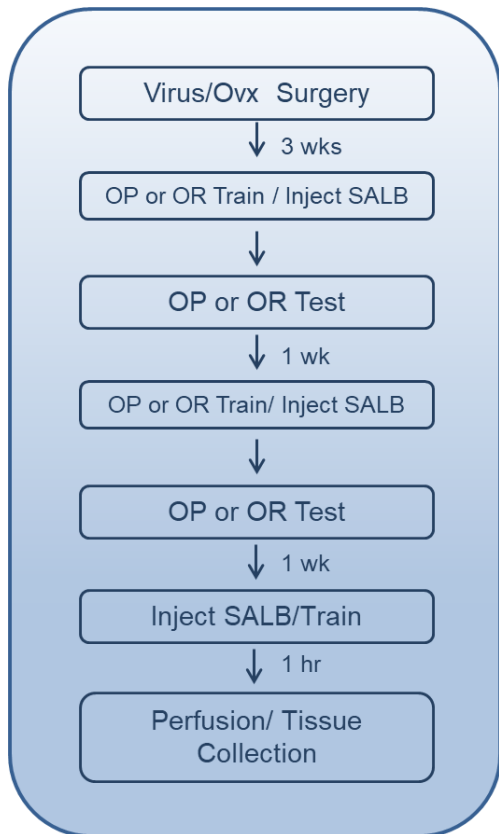 Virus/Ovx Surgery
3 wks
OP or OR Train / Inject SALB
OP or OR Test
1 wk
OP or OR Train/ Inject SALB
OP or OR Test
1 wk
Inject SALB/Train
1 hr
Perfusion/ Tissue
Collection